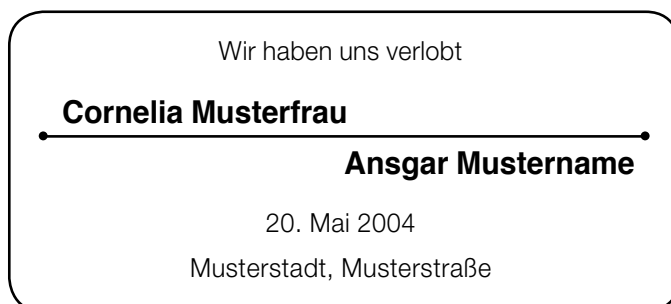 Wir haben uns verlobt
Cornelia Musterfrau
Ansgar Mustername
20. Mai 2004
Musterstadt, Musterstraße